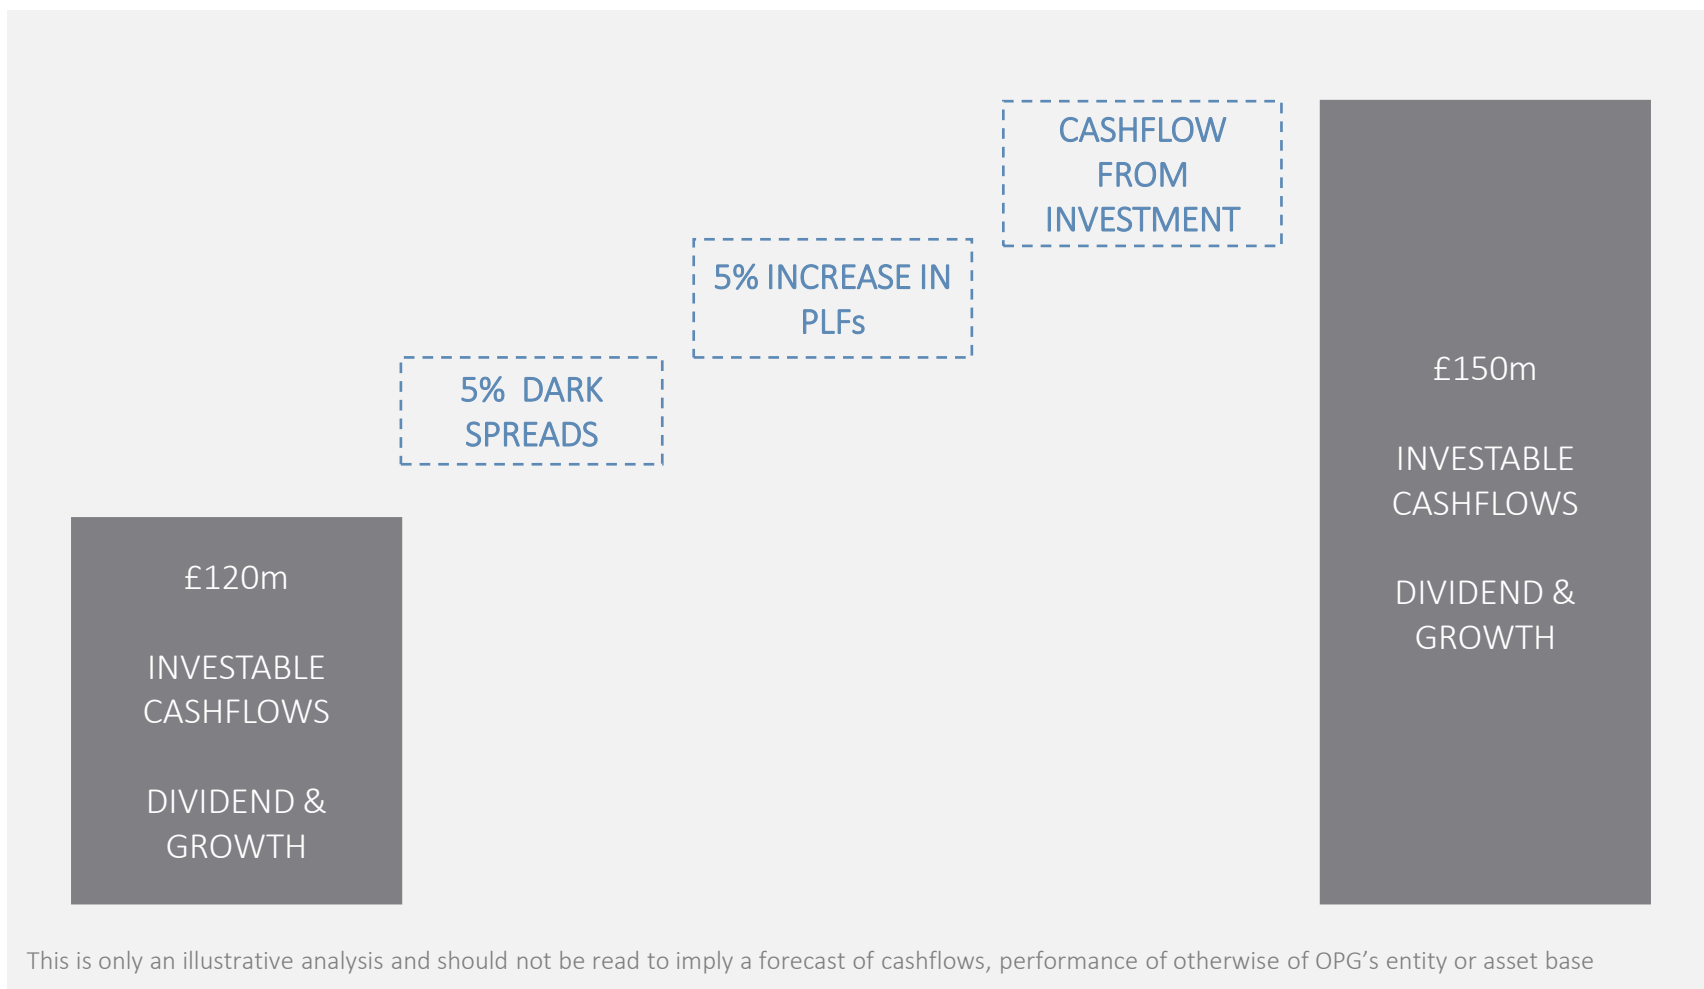 CASHFLOW
FROM
INVESTMENT
5% INCREASE IN
PLFs
5% DARK
SPREADS
£120m
INVESTABLE
CASHFLOWS
DIVIDEND &
GROWTH
£150m
INVESTABLE
CASHFLOWS
DIVIDEND &
GROWTH
This is only an illustrative analysis and should not be read to imply a forecast of cashflows, performance of otherwise of OPG’s entity or asset base